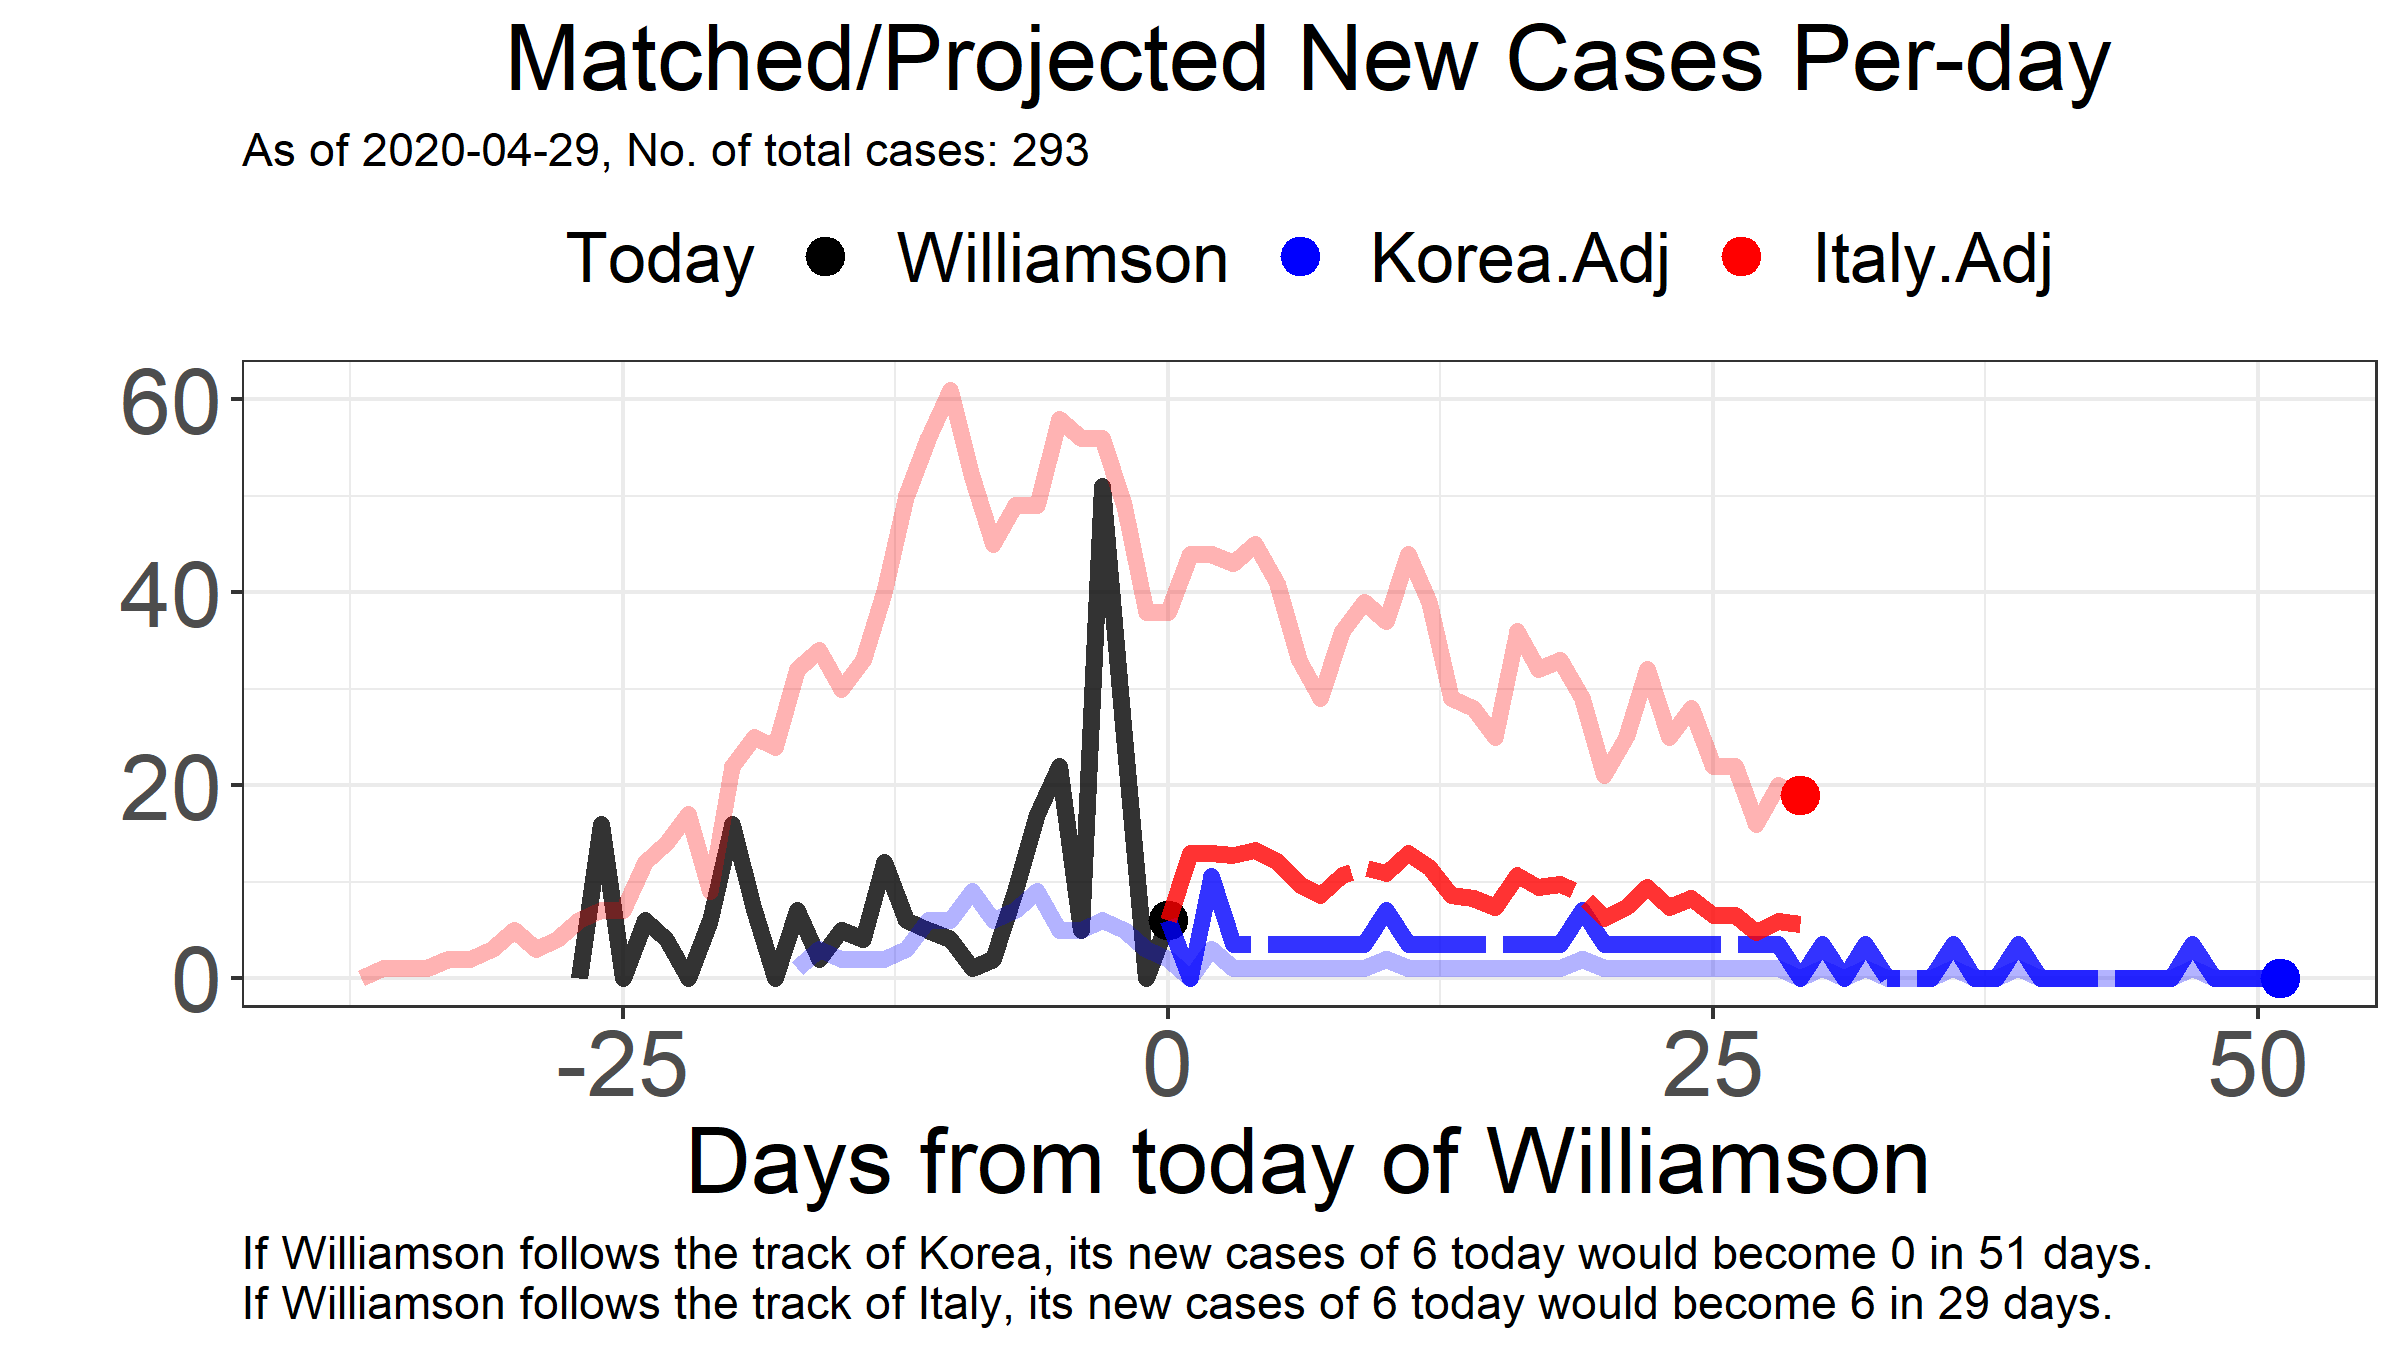 Matched/Projected New Cases Per-day
As of 2020-04-29, No. of total cases: 293
Today Williamson Korea.Adj Italy.Adj
60
40
20
0
-25 0 25 50
Days from today of Williamson
If Williamson follows the track of Korea, its new cases of 6 today would become 0 in 51 days.
If Williamson follows the track of Italy, its new cases of 6 today would become 6 in 29 days.